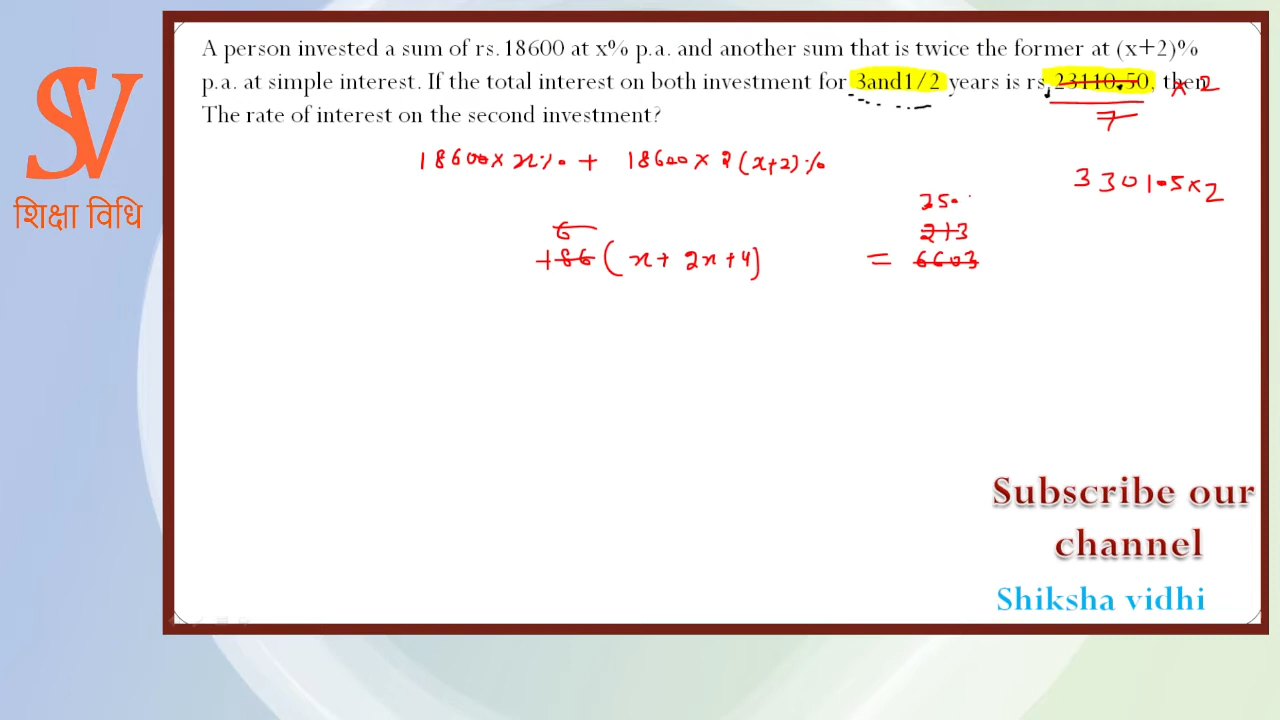 SV
शिक्षा विधि
A person invested a sum of rs.18600 at x% p.a. and another sum that is twice the former at (x+2)%
p.a. at simple interest. If the total interest on both investment for 3and1/2 years is rs.23110.50, then
The rate of interest on the second investment?
× 2
7
18600 × x% + 18600 × 2(x+2)%
3301.5×2
25.
6 213
186 (x+ 2x+4) = 6603
Subscribe our
channel
Shiksha vidhi